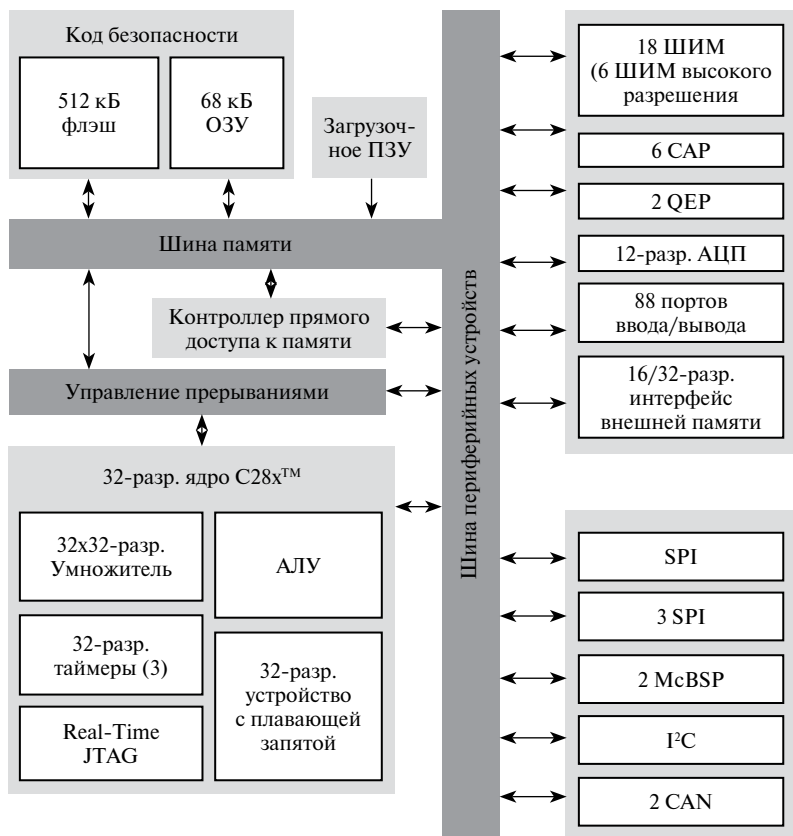 Код безопасности
512 кБ
флэш
68 кБ
ОЗУ
Загрузоч-
ное ПЗУ
Шина памяти
Контроллер прямого
доступа к памяти
Управление прерываниями
32-разр. ядро C28x™
32x32-разр.
Умножитель
АЛУ
32-разр.
таймеры (3)
32-разр.
устройство
с плавающей
запятой
Real-Time
JTAG
Шина периферийных устройств
18 ШИМ
(6 ШИМ высокого
разрешения
6 CAP
2 QEP
12-разр. АЦП
88 портов
ввода/вывода
16/32-разр.
интерфейс
внешней памяти
SPI
3 SPI
2 McBSP
I²C
2 CAN